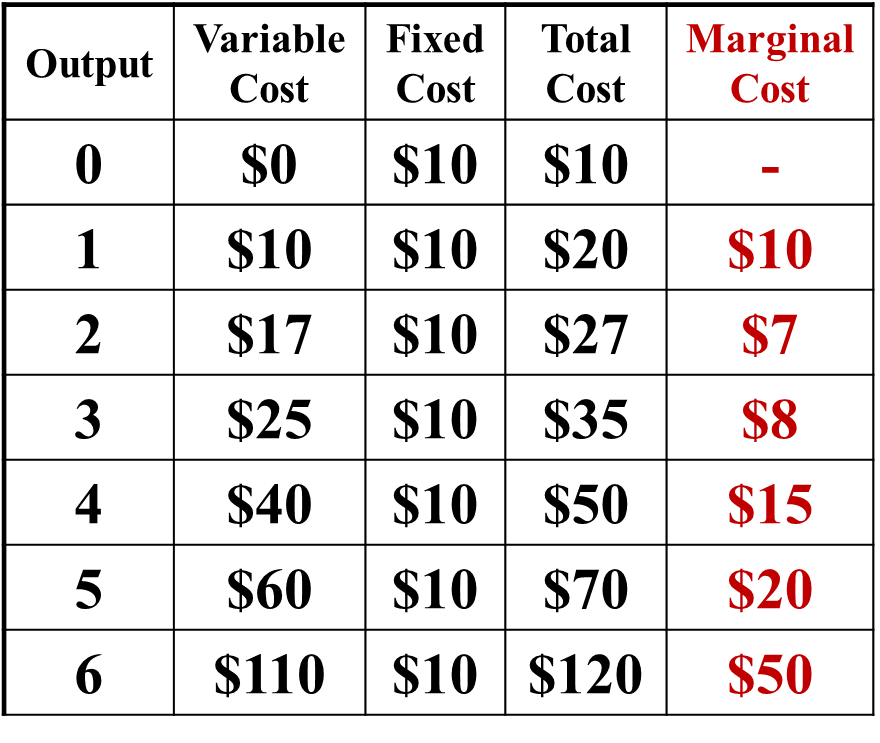 Output Variable Cost Fixed Cost Total Cost Marginal Cost
0 $0 $10 $10 -
1 $10 $10 $20 $10
2 $17 $10 $27 $7
3 $25 $10 $35 $8
4 $40 $10 $50 $15
5 $60 $10 $70 $20
6 $110 $10 $120 $50